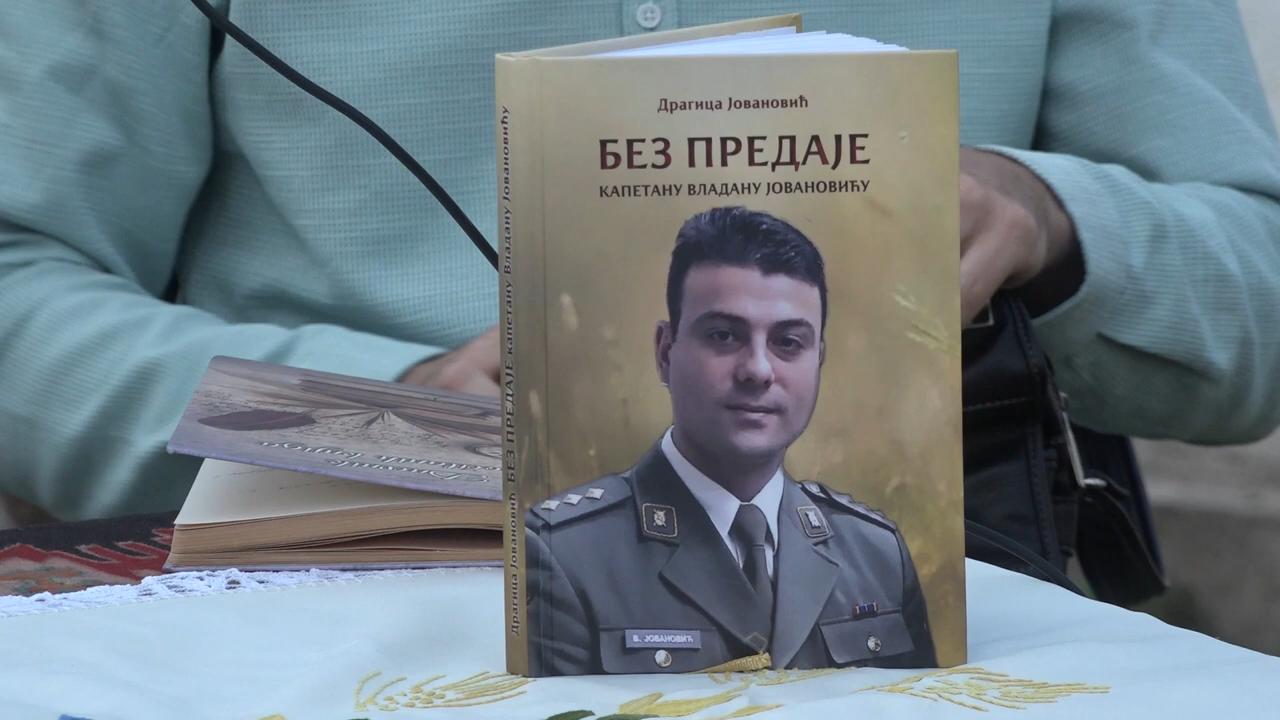 Драгица Јовановић
БЕЗ ПРЕДАЈЕ
КАПЕТАНУ ВЛАДАНУ ЈОВАНОВИЋУ
В. ЈОВАНОВИЋ
Драгица Јовановић БЕЗ ПРЕДАЈЕ капетану Владану Јовановићу